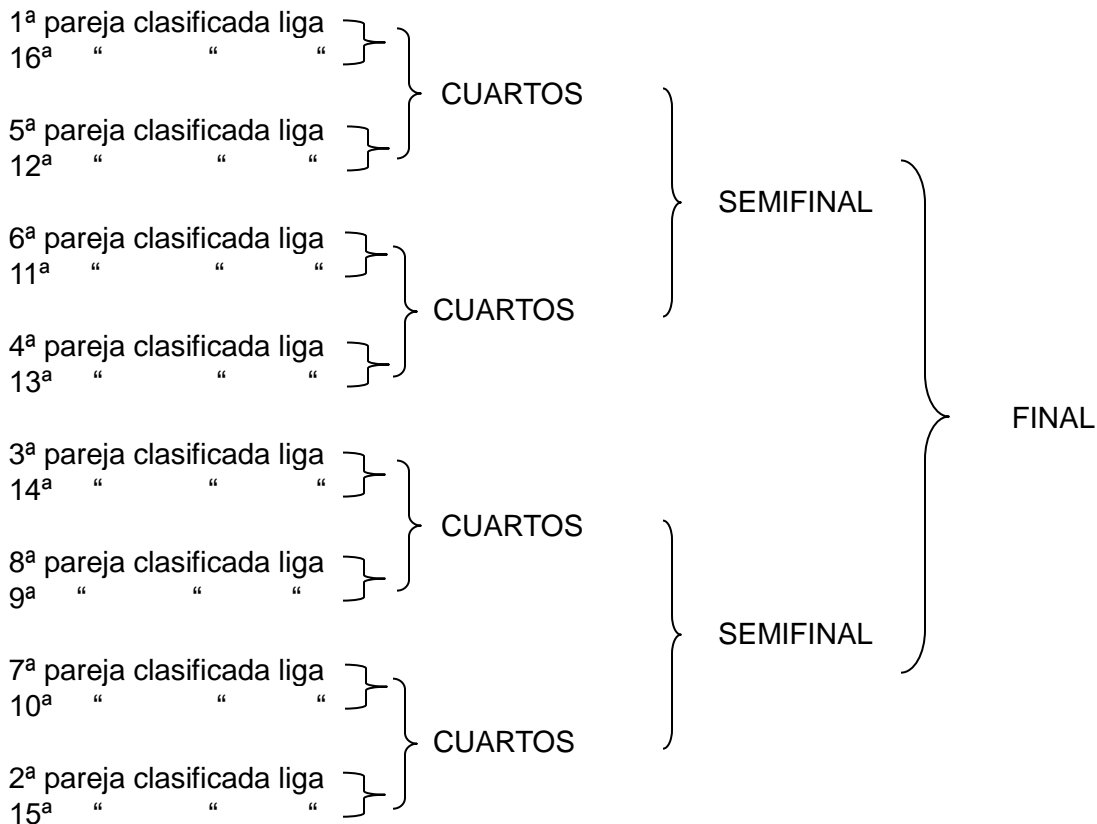 1ª pareja clasificada liga
16ª “ “ “
CUARTOS
5ª pareja clasificada liga
12ª “ “ “
SEMIFINAL
6ª pareja clasificada liga
11ª “ “ “
CUARTOS
4ª pareja clasificada liga
13ª “ “ “
FINAL
3ª pareja clasificada liga
14ª “ “ “
CUARTOS
8ª pareja clasificada liga
9ª “ “ “
SEMIFINAL
7ª pareja clasificada liga
10ª “ “ “
CUARTOS
2ª pareja clasificada liga
15ª “ “ “